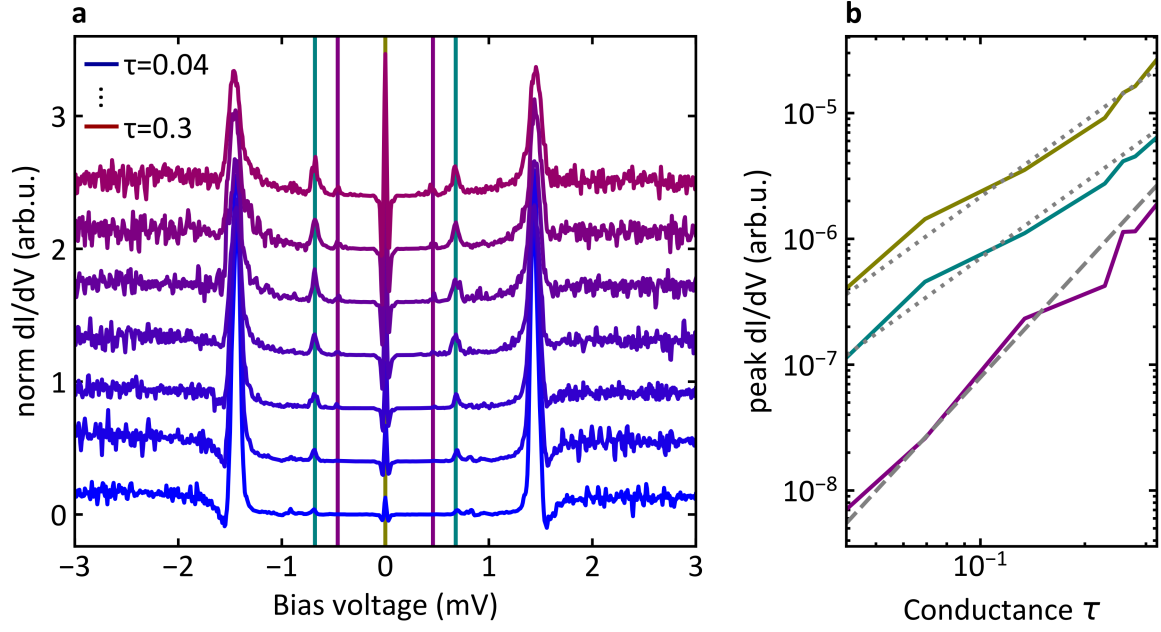 a
b
τ=0.04
⋮
τ=0.3
norm dI/dV (arb.u.)
3
2
1
0
−3
−2
−1
0
1
2
3
Bias voltage (mV)
peak dI/dV (arb.u.)
10⁻⁵
10⁻⁶
10⁻⁷
10⁻⁸
10⁻¹
Conductance τ